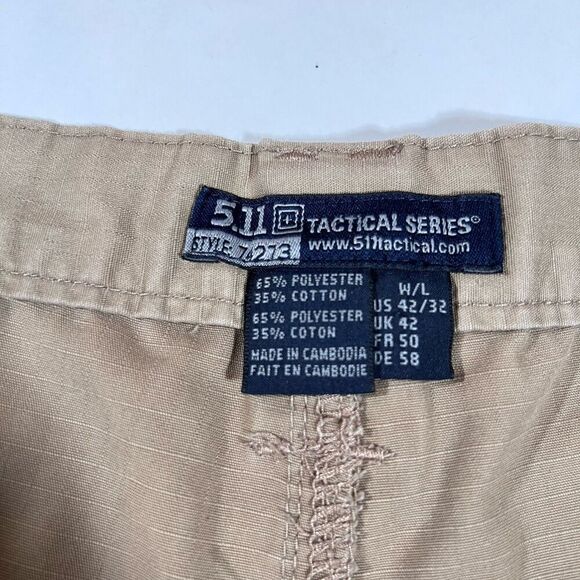 5.11 TACTICAL SERIES®
STYLE: 74273 www.511tactical.com
65% POLYESTER
35% COTTON
65% POLYESTER
35% COTON
MADE IN CAMBODIA
FAIT EN CAMBODIE
W/L
US 42/32
UK 42
FR 50
DE 58